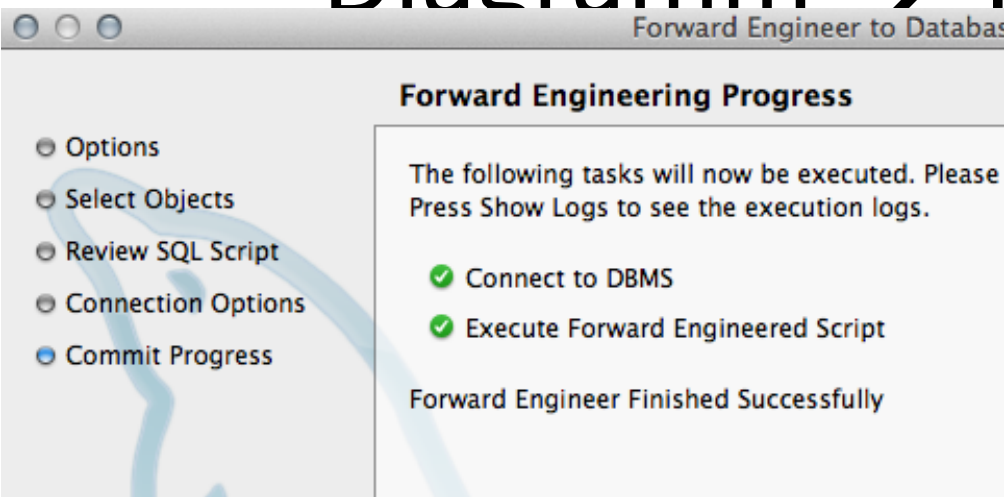 Forward Engineer to Databas
Forward Engineering Progress
Options
Select Objects
Review SQL Script
Connection Options
Commit Progress
The following tasks will now be executed. Please
Press Show Logs to see the execution logs.
Connect to DBMS
Execute Forward Engineered Script
Forward Engineer Finished Successfully